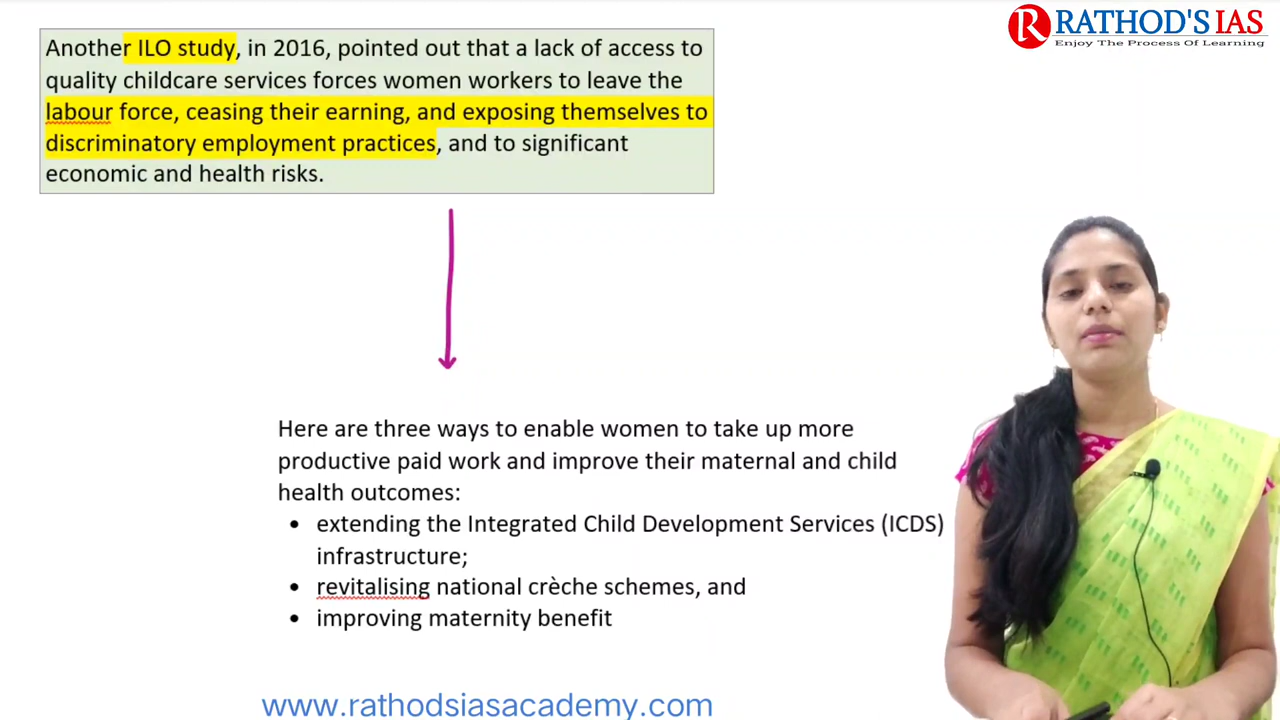 RATHOD'S IAS
Enjoy The Process Of Learning
Another ILO study, in 2016, pointed out that a lack of access to
quality childcare services forces women workers to leave the
labour force, ceasing their earning, and exposing themselves to
discriminatory employment practices, and to significant
economic and health risks.
Here are three ways to enable women to take up more
productive paid work and improve their maternal and child
health outcomes:
• extending the Integrated Child Development Services (ICDS)
infrastructure;
• revitalising national crèche schemes, and
• improving maternity benefit
www.rathodsiasacademy.com